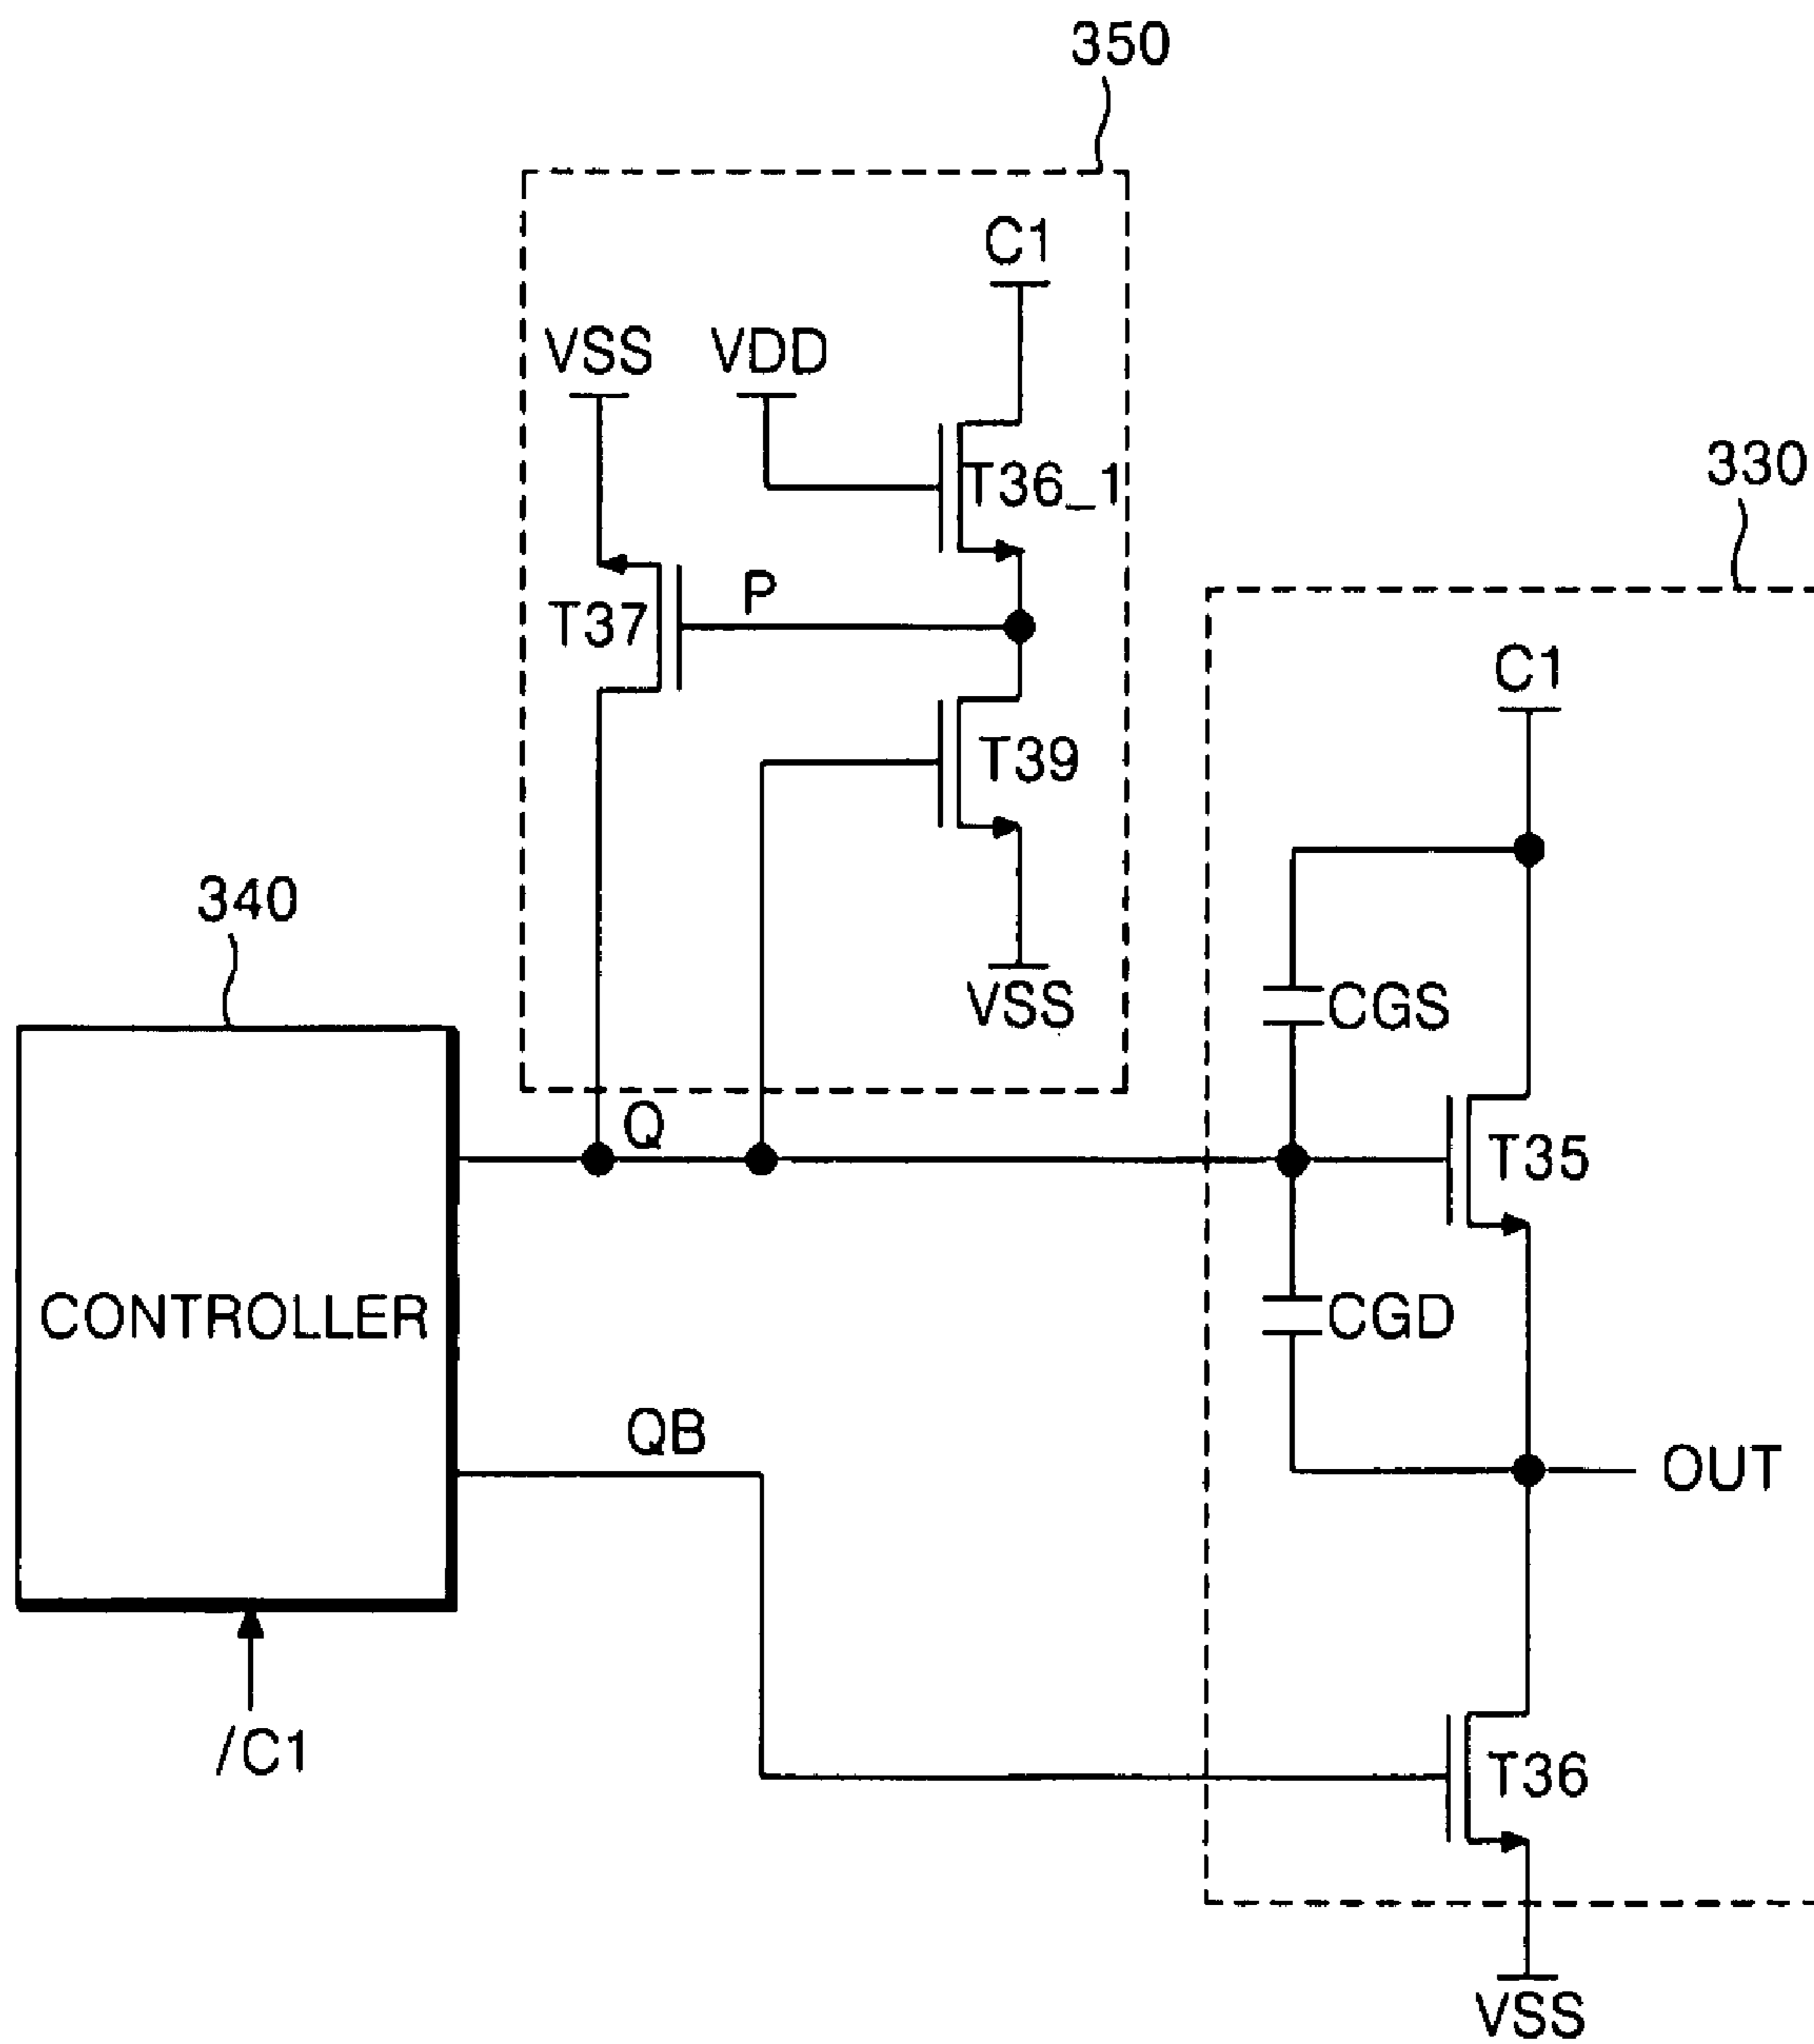 350
C1
VSS
VDD
T36_1
330
P
T37
C1
T39
340
VSS
CGS
Q
T35
CONTROLLER
CGD
QB
OUT
/C1
T36
VSS